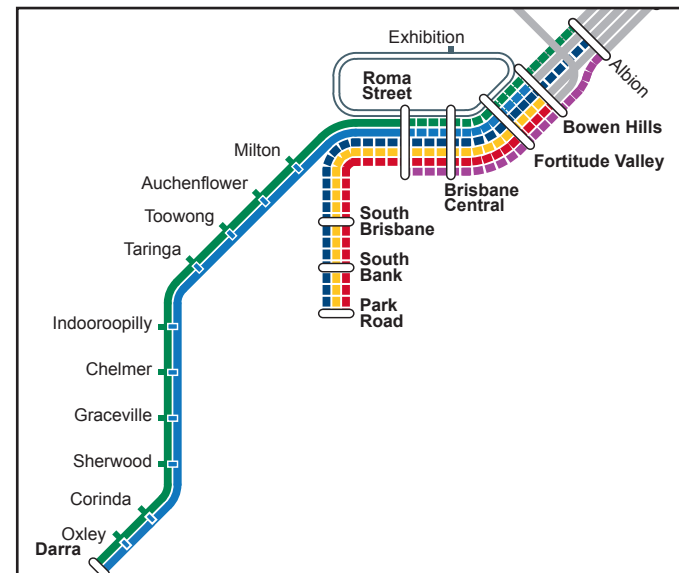 Exhibition
Roma
Street
Albion
Bowen Hills
Fortitude Valley
Brisbane
Central
Milton
Auchenflower
Toowong
Taringa
South
Brisbane
South
Bank
Park
Road
Indooroopilly
Chelmer
Graceville
Sherwood
Corinda
Oxley
Darra